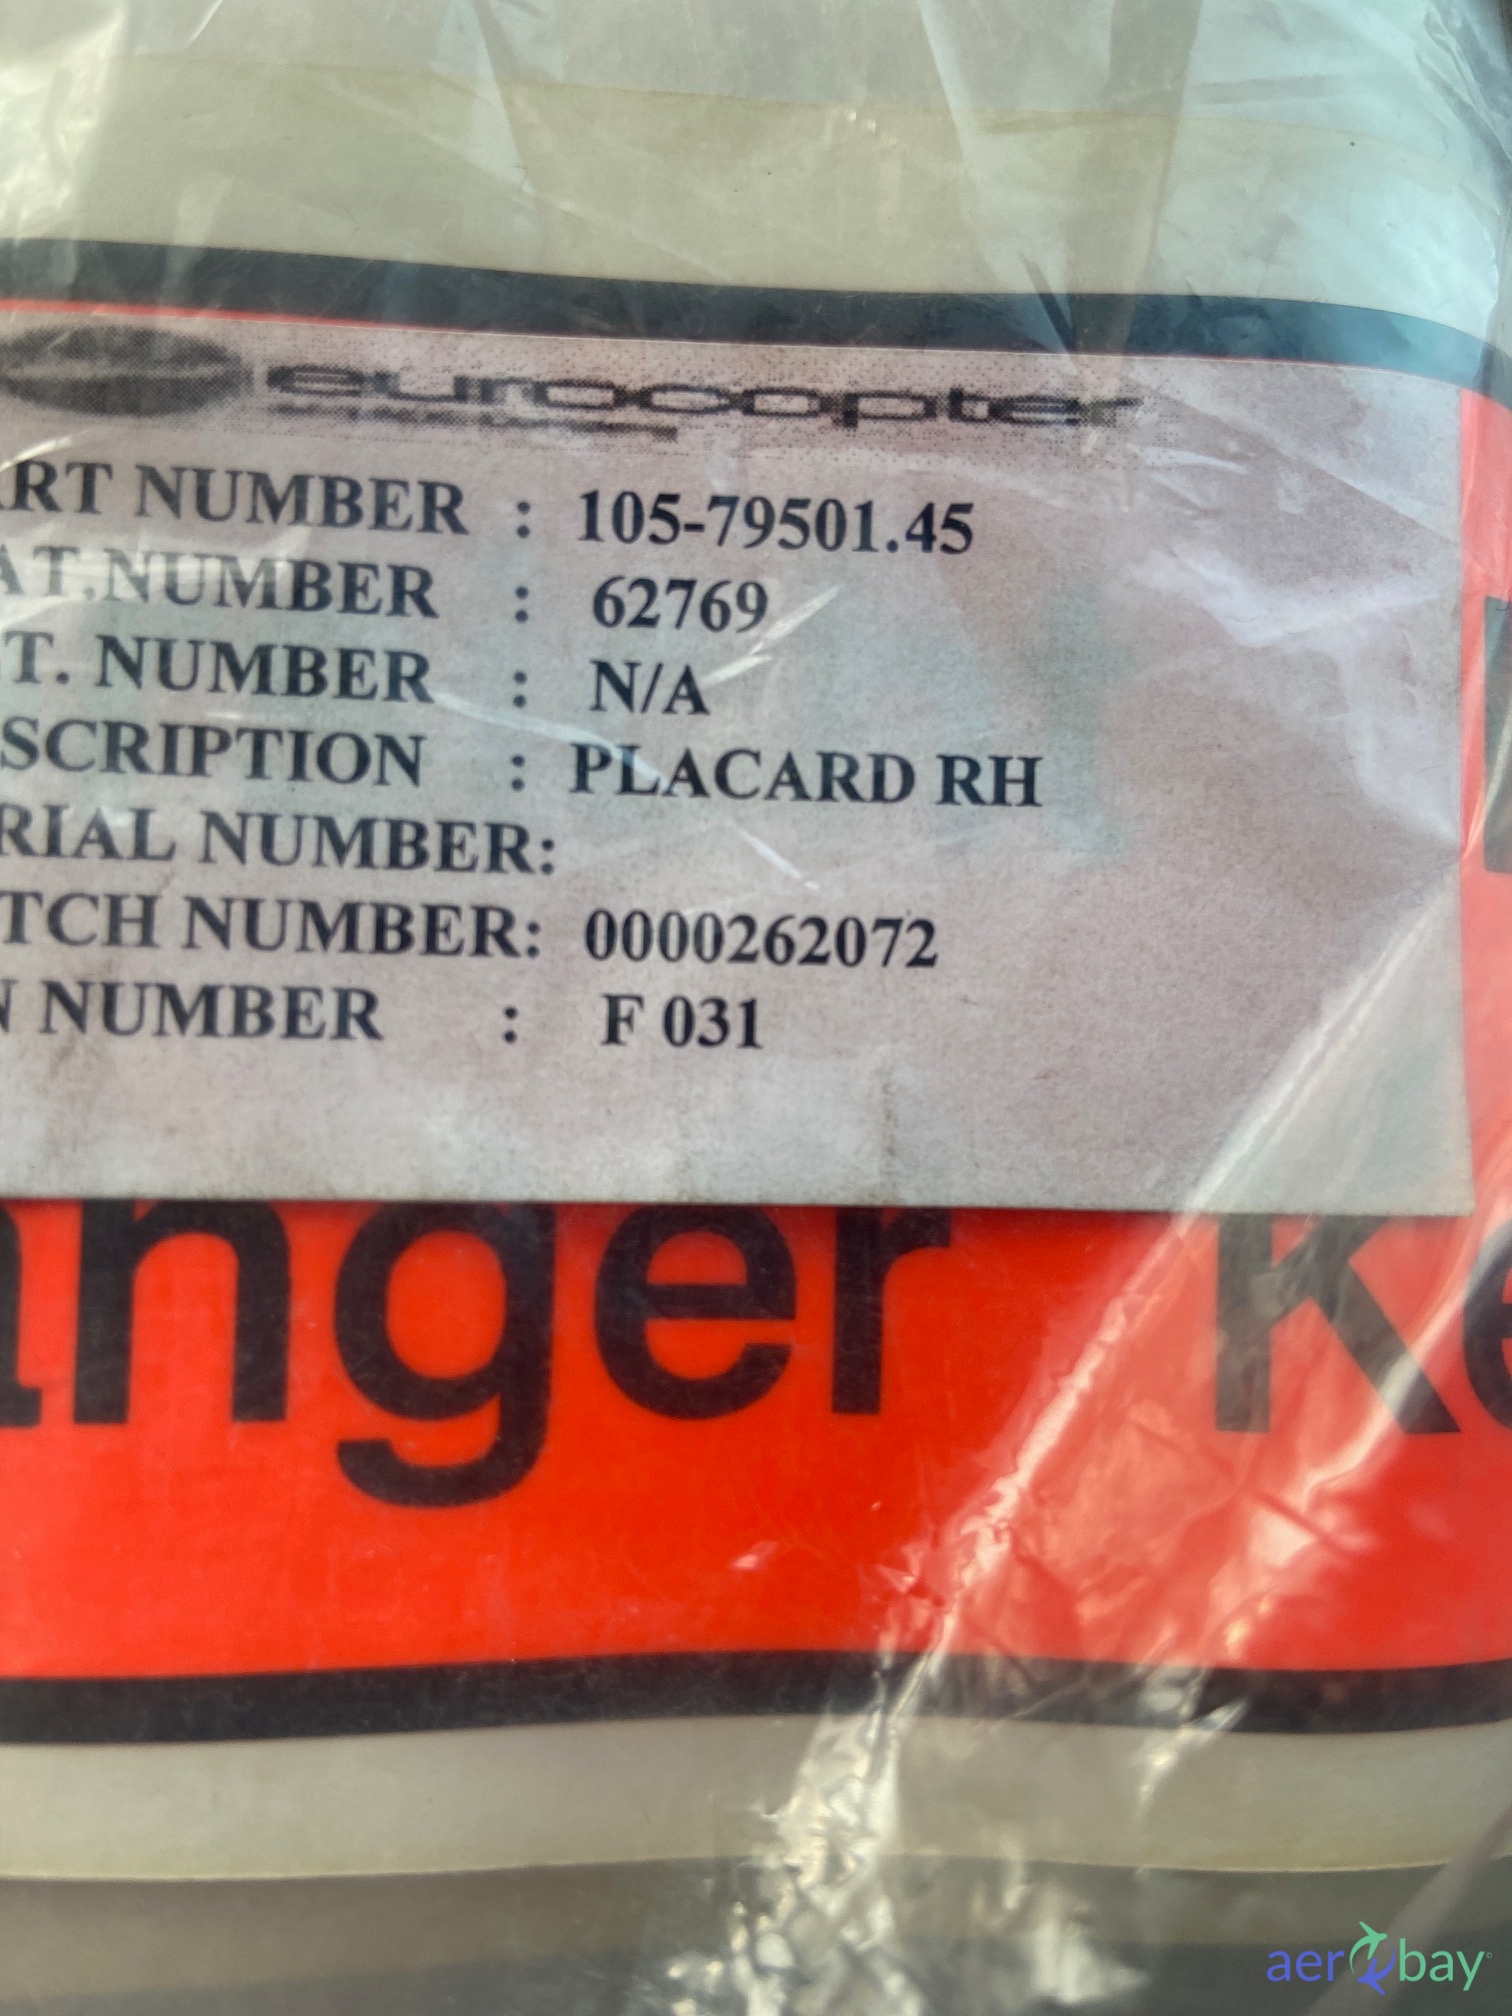 eurocopter
ART NUMBER : 105-79501.45
AT.NUMBER : 62769
T. NUMBER : N/A
SCRIPTION : PLACARD RH
RIAL NUMBER:
TCH NUMBER: 0000262072
N NUMBER : F 031
anger Ke
aerobay